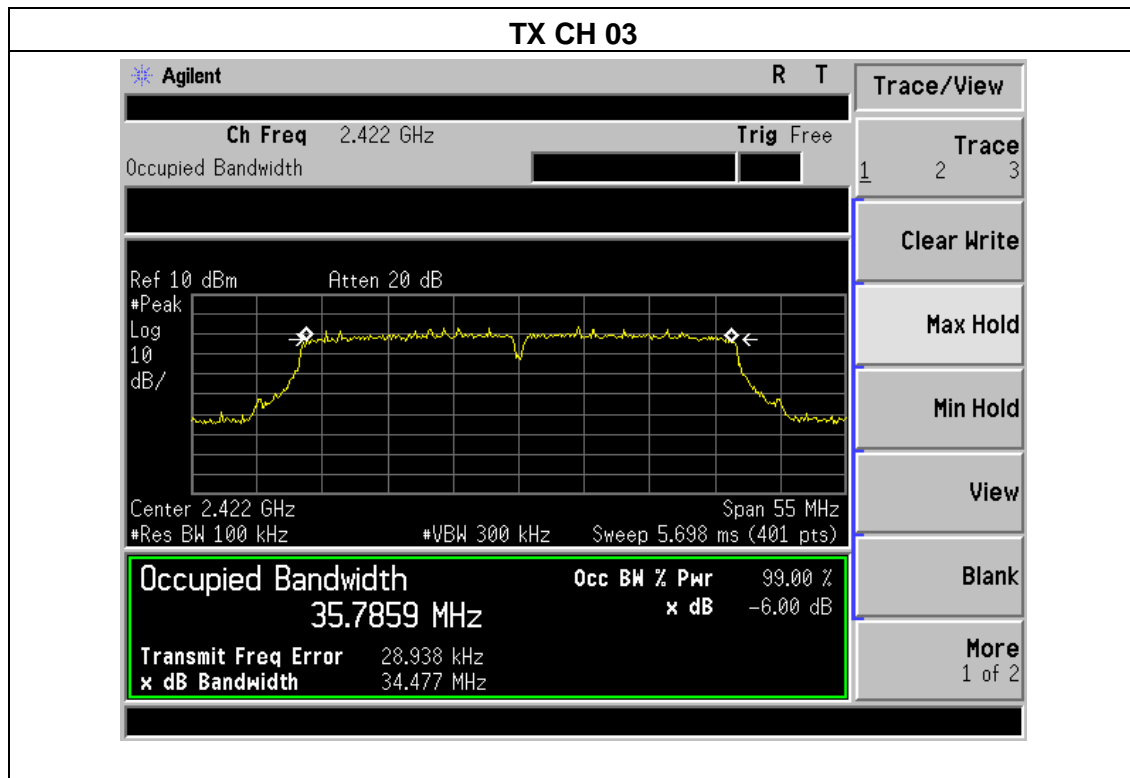 TX CH 03
Agilent
R T
Trace/View
Ch Freq 2.422 GHz
Trig Free
Occupied Bandwidth
Trace
1 2 3
Clear Write
Max Hold
Min Hold
View
Blank
More
1 of 2
Ref 10 dBm
Atten 20 dB
#Peak
Log
10
dB/
Center 2.422 GHz
Span 55 MHz
#Res BW 100 kHz
#VBW 300 kHz
Sweep 5.698 ms (401 pts)
Occupied Bandwidth
35.7859 MHz
Occ BW % Pwr 99.00 %
x dB -6.00 dB
Transmit Freq Error 28.938 kHz
x dB Bandwidth 34.477 MHz